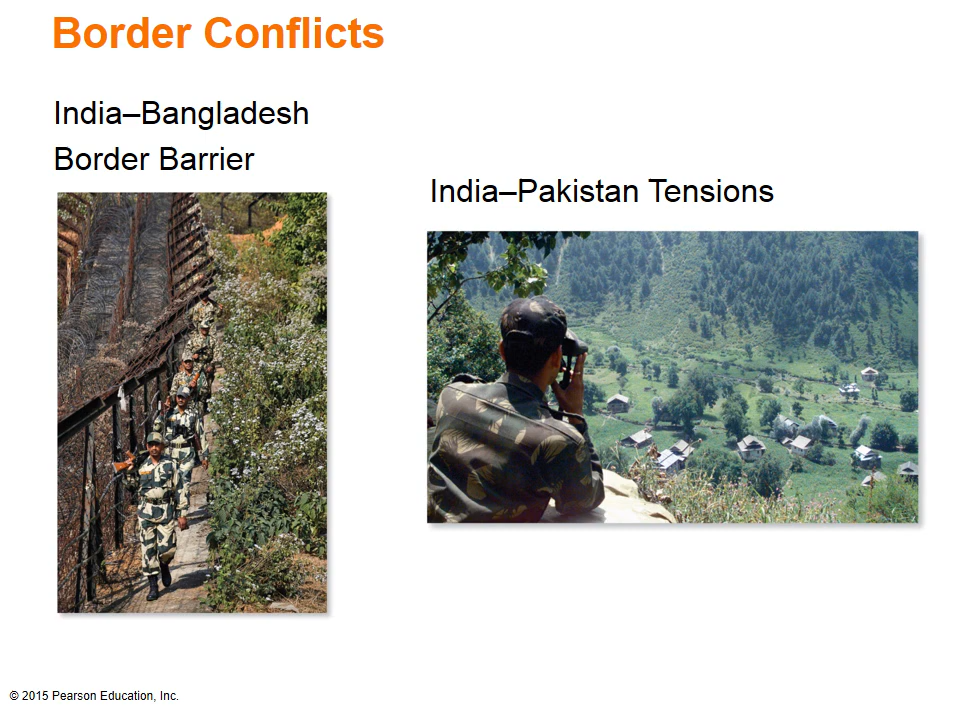 Border Conflicts
India–Bangladesh
Border Barrier
India–Pakistan Tensions
© 2015 Pearson Education, Inc.